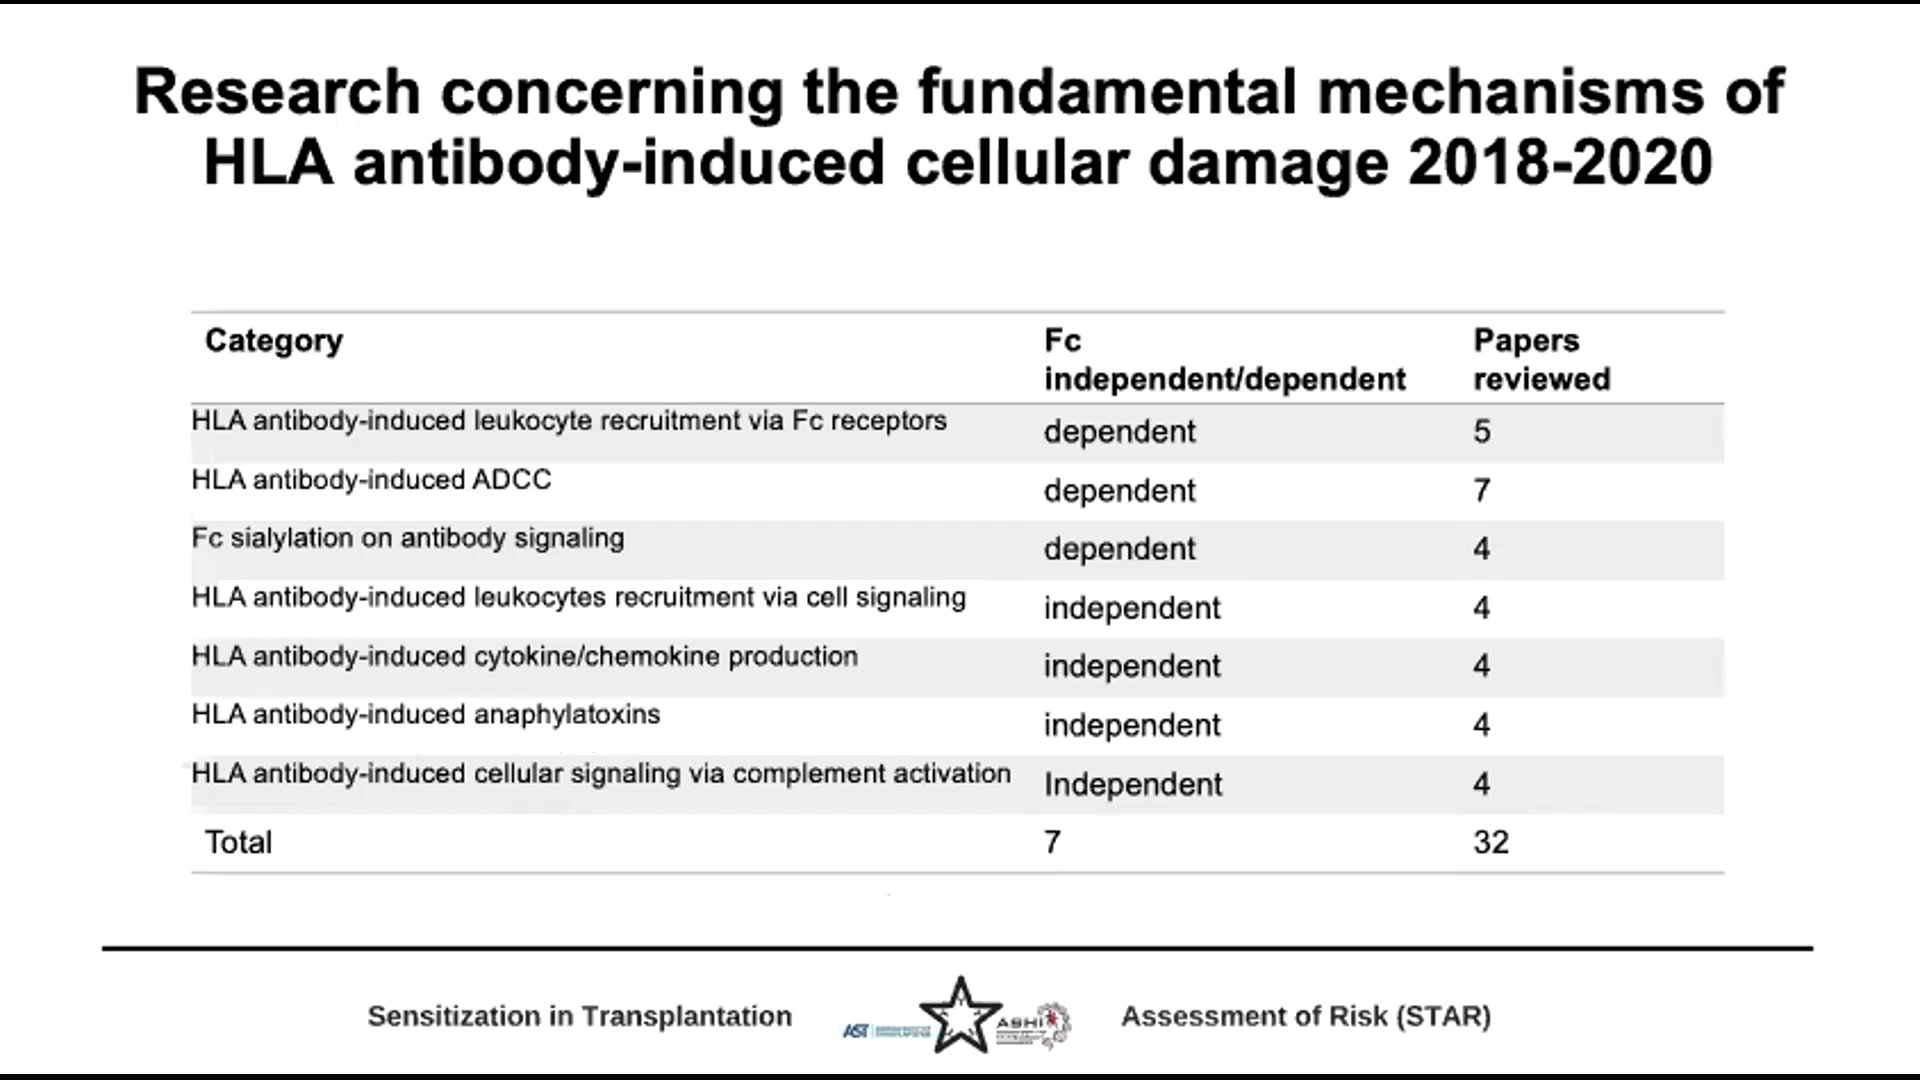 Research concerning the fundamental mechanisms of
HLA antibody-induced cellular damage 2018-2020
Category Fc independent/dependent Papers reviewed
HLA antibody-induced leukocyte recruitment via Fc receptors dependent 5
HLA antibody-induced ADCC dependent 7
Fc sialylation on antibody signaling dependent 4
HLA antibody-induced leukocytes recruitment via cell signaling independent 4
HLA antibody-induced cytokine/chemokine production independent 4
HLA antibody-induced anaphylatoxins independent 4
HLA antibody-induced cellular signaling via complement activation Independent 4
Total 7 32
Sensitization in Transplantation AST ASHI Assessment of Risk (STAR)